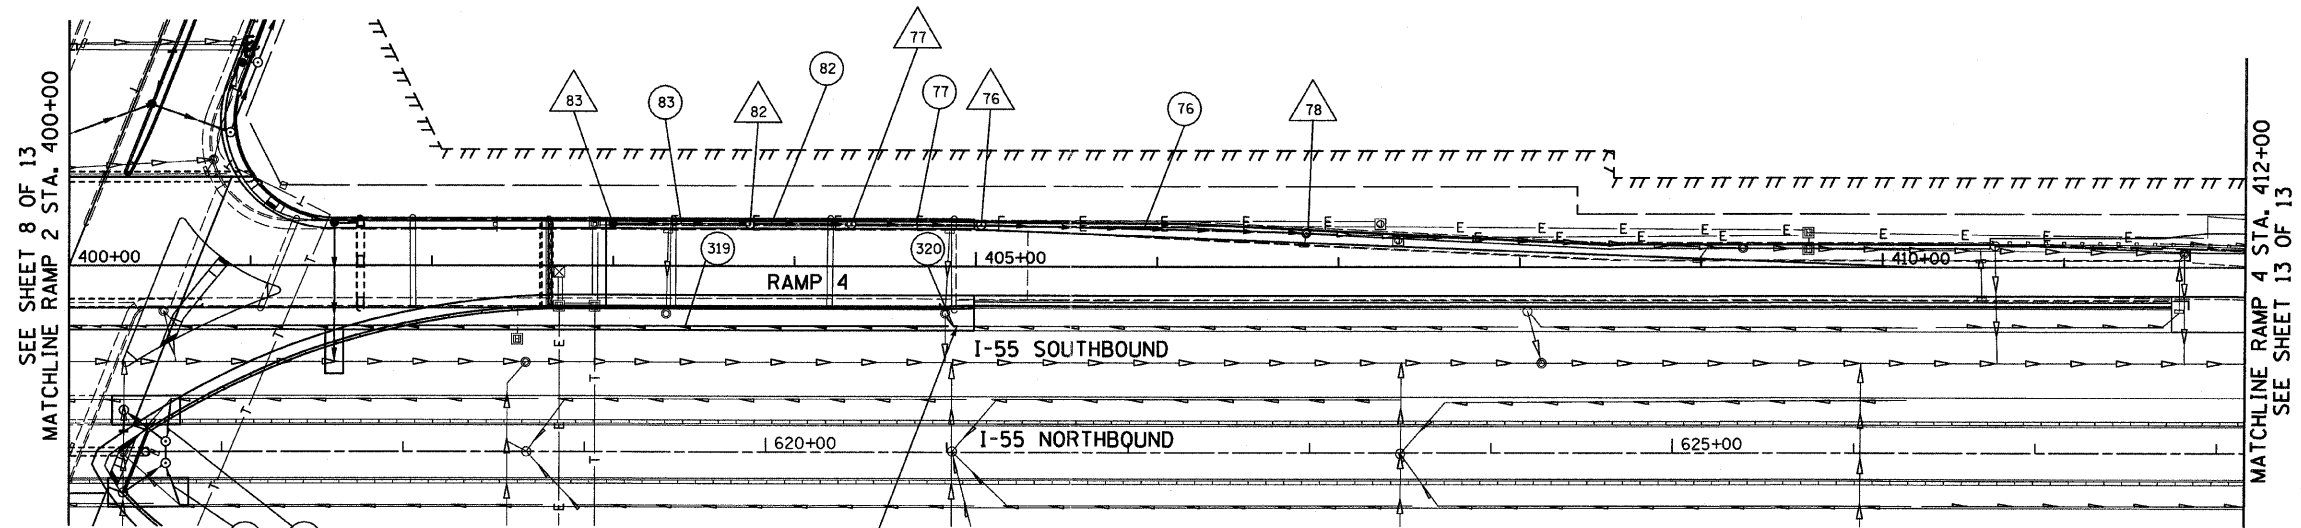 SEE SHEET 8 OF 13
MATCHLINE RAMP 2 STA. 400+00
77
82
83
83
82
77
76
76
78
319
320
400+00
405+00
410+00
RAMP 4
I-55 SOUTHBOUND
I-55 NORTHBOUND
620+00
625+00
E E E E E E E E E E E E E E E
E
E
E
T
T
T
T
T
MATCHLINE RAMP 4 STA. 412+00
SEE SHEET 13 OF 13